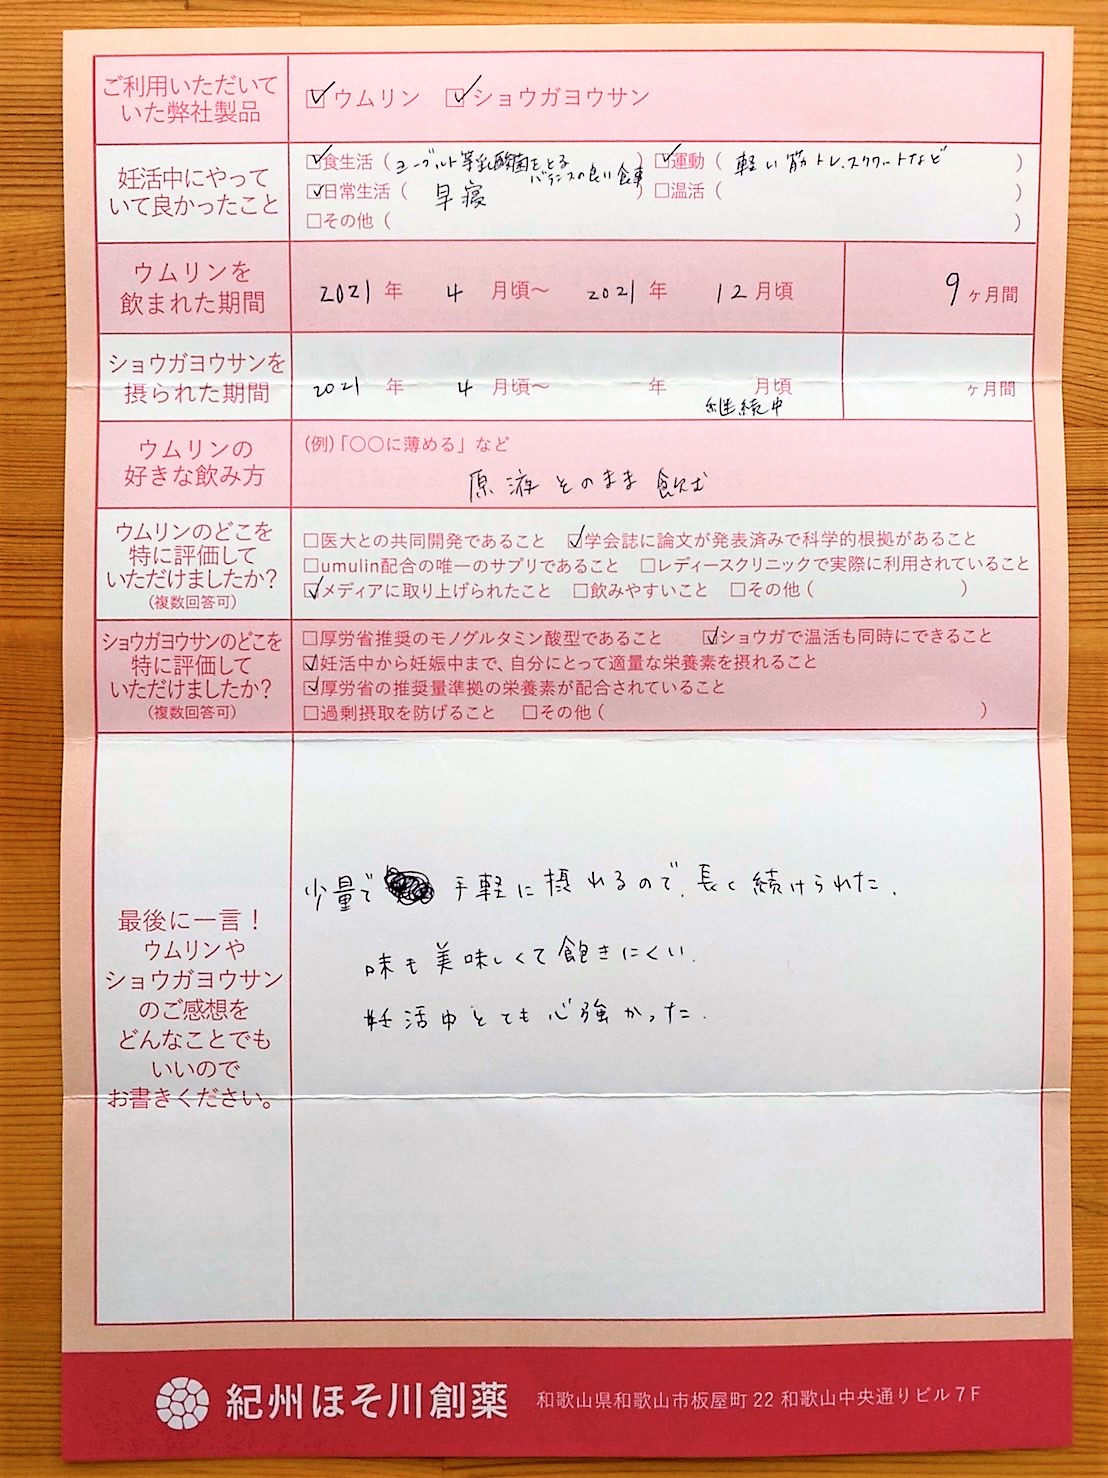 ご利用いただいて
いた弊社製品
☑ウムリン ☑ショウガヨウサン
妊活中にやって
いて良かったこと
☑食生活（ヨーグルト等乳酸菌をとる
バランスの良い食事）
☑運動（軽い筋トレ、スクワットなど）
☑日常生活（早寝）
□温活（ ）
□その他（ ）
ウムリンを
飲まれた期間
2021年 4月頃〜 2021年 12月頃
9ヶ月間
ショウガヨウサンを
摂られた期間
2021年 4月頃〜 年 月頃
継続中
ヶ月間
ウムリンの
好きな飲み方
(例)「〇〇に薄める」など
原液そのまま飲む
ウムリンのどこを
特に評価して
いただけましたか?
(複数回答可)
□医大との共同開発であること ☑学会誌に論文が発表済みで科学的根拠があること
□umulin配合の唯一のサプリであること □レディースクリニックで実際に利用されていること
☑メディアに取り上げられたこと □飲みやすいこと □その他（ ）
ショウガヨウサンのどこを
特に評価して
いただけましたか?
(複数回答可)
□厚労省推奨のモノグルタミン酸型であること ☑ショウガで温活も同時にできること
☑妊活中から妊娠中まで、自分にとって適量な栄養素を摂れること
☑厚労省の推奨量準拠の栄養素が配合されていること
□過剰摂取を防げること □その他（ ）
最後に一言！
ウムリンや
ショウガヨウサン
のご感想を
どんなことでも
いいので
お書きください。
少量で 手軽に摂れるので、長く続けられた。
味も美味しくて飽きにくい。
妊活中とても心強かった。
紀州ほそ川創薬 和歌山県和歌山市板屋町22 和歌山中央通りビル7F